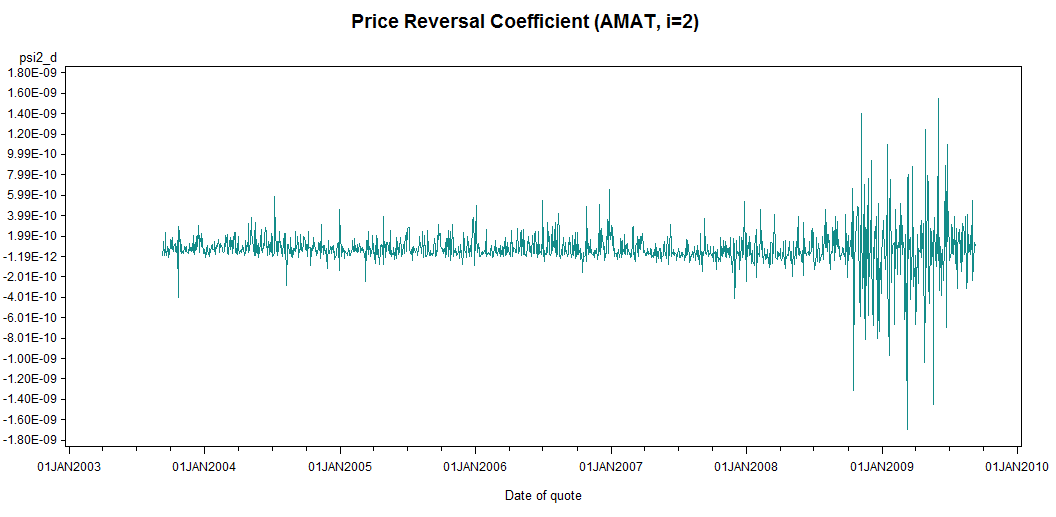 Price Reversal Coefficient (AMAT, i=2)
psi2_d
1.80E-09
1.60E-09
1.40E-09
1.20E-09
9.99E-10
7.99E-10
5.99E-10
3.99E-10
1.99E-10
-1.19E-12
-2.01E-10
-4.01E-10
-6.01E-10
-8.01E-10
-1.00E-09
-1.20E-09
-1.40E-09
-1.60E-09
-1.80E-09
01JAN2003 01JAN2004 01JAN2005 01JAN2006 01JAN2007 01JAN2008 01JAN2009 01JAN2010
Date of quote